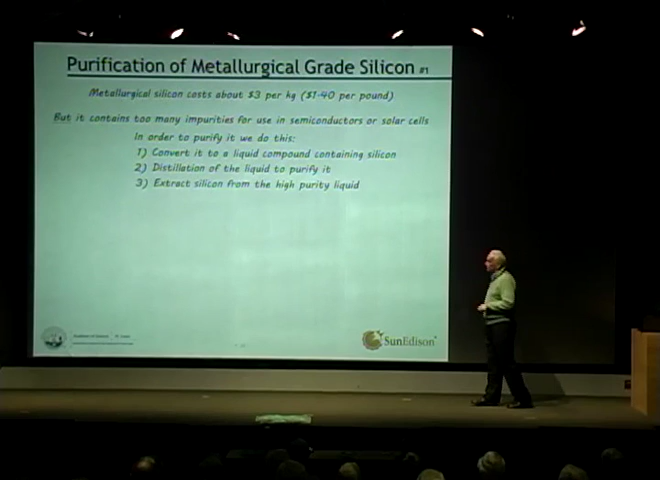 Purification of Metallurgical Grade Silicon #1
Metallurgical silicon costs about $3 per kg ($1-40 per pound)
But it contains too many impurities for use in semiconductors or solar cells
In order to purify it we do this:
1) Convert it to a liquid compound containing silicon
2) Distillation of the liquid to purify it
3) Extract silicon from the high purity liquid
SunEdison